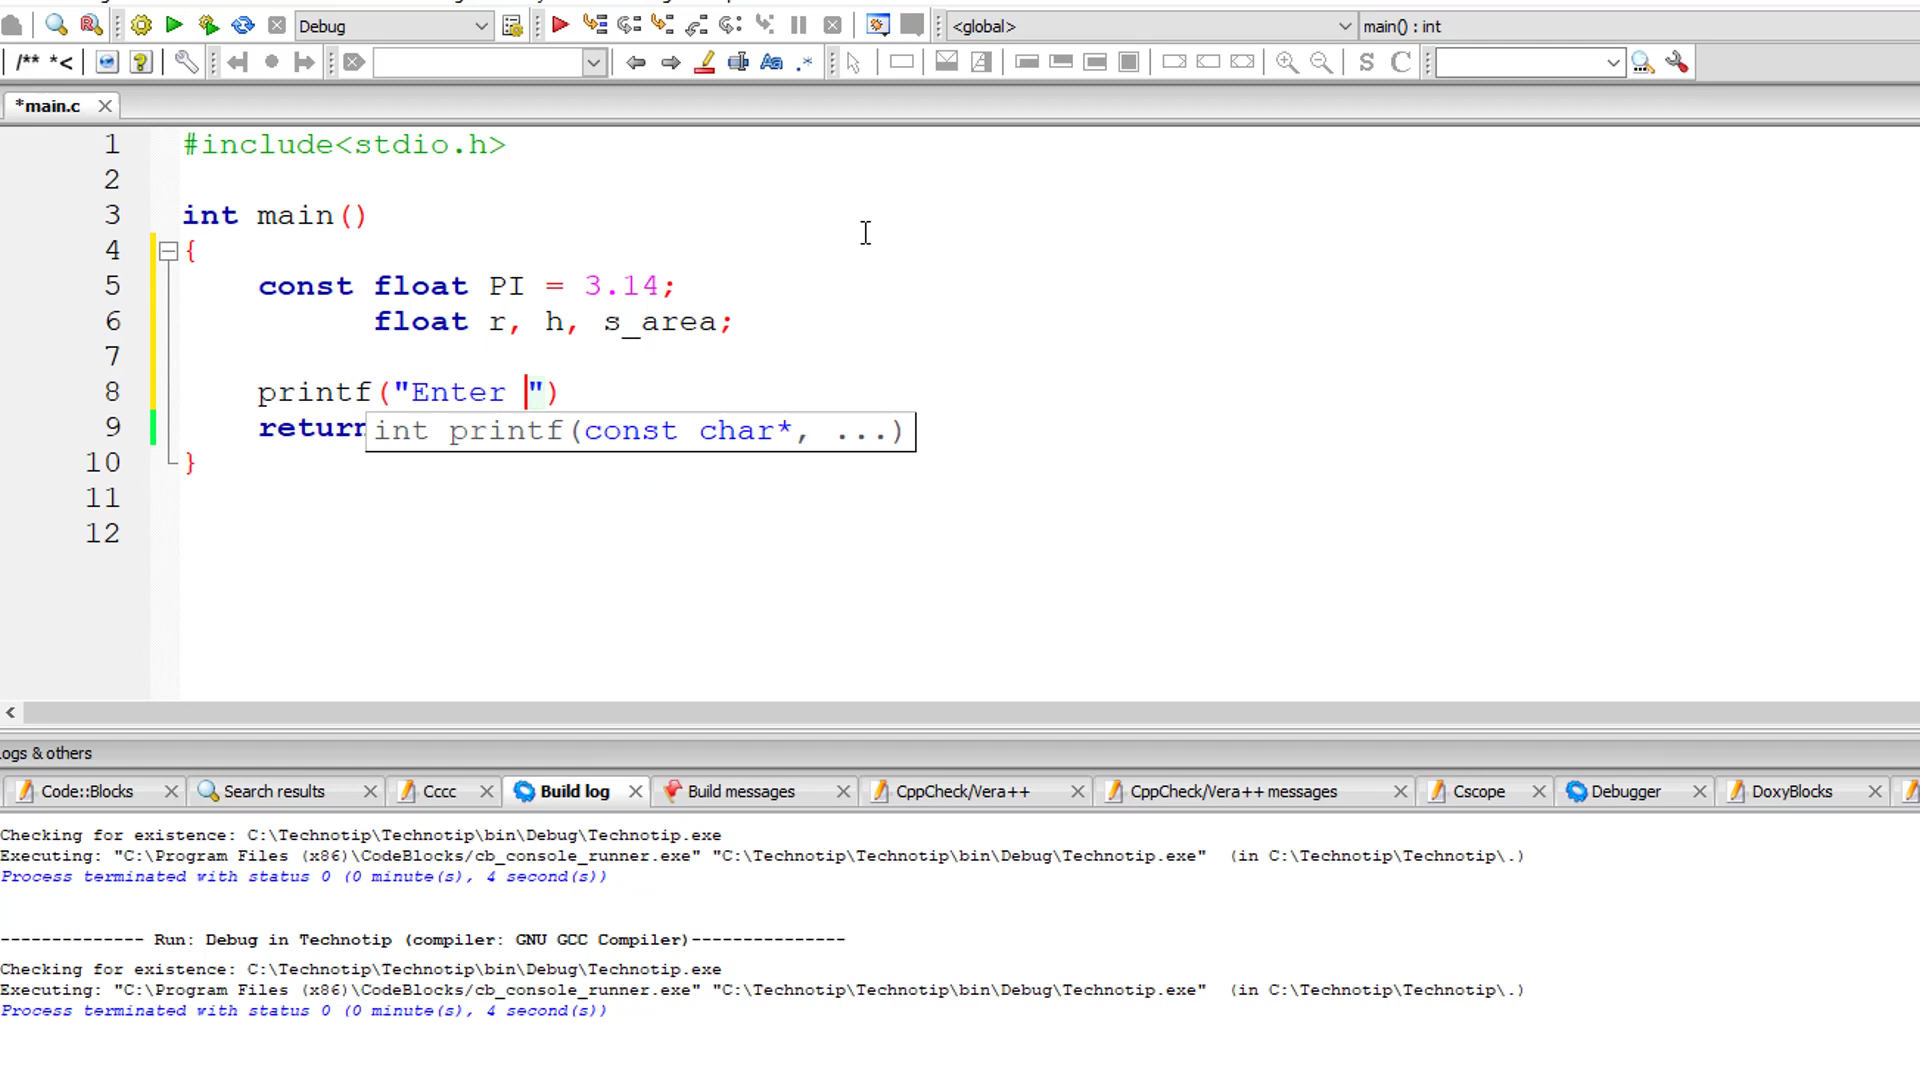 Debug
<global>
main() : int
/** *<
S C
*main.c
1 #include<stdio.h>
2
3 int main()
4 {
5 const float PI = 3.14;
6 float r, h, s_area;
7
8 printf("Enter ")
9 return
int printf(const char*, ...)
10 }
11
12
ogs & others
Code::Blocks
Search results
Cccc
Build log
Build messages
CppCheck/Vera++
CppCheck/Vera++ messages
Cscope
Debugger
DoxyBlocks
Checking for existence: C:\Technotip\Technotip\bin\Debug\Technotip.exe
Executing: "C:\Program Files (x86)\CodeBlocks/cb_console_runner.exe" "C:\Technotip\Technotip\bin\Debug\Technotip.exe" (in C:\Technotip\Technotip\.)
Process terminated with status 0 (0 minute(s), 4 second(s))
-------------- Run: Debug in Technotip (compiler: GNU GCC Compiler)---------------
Checking for existence: C:\Technotip\Technotip\bin\Debug\Technotip.exe
Executing: "C:\Program Files (x86)\CodeBlocks/cb_console_runner.exe" "C:\Technotip\Technotip\bin\Debug\Technotip.exe" (in C:\Technotip\Technotip\.)
Process terminated with status 0 (0 minute(s), 4 second(s))